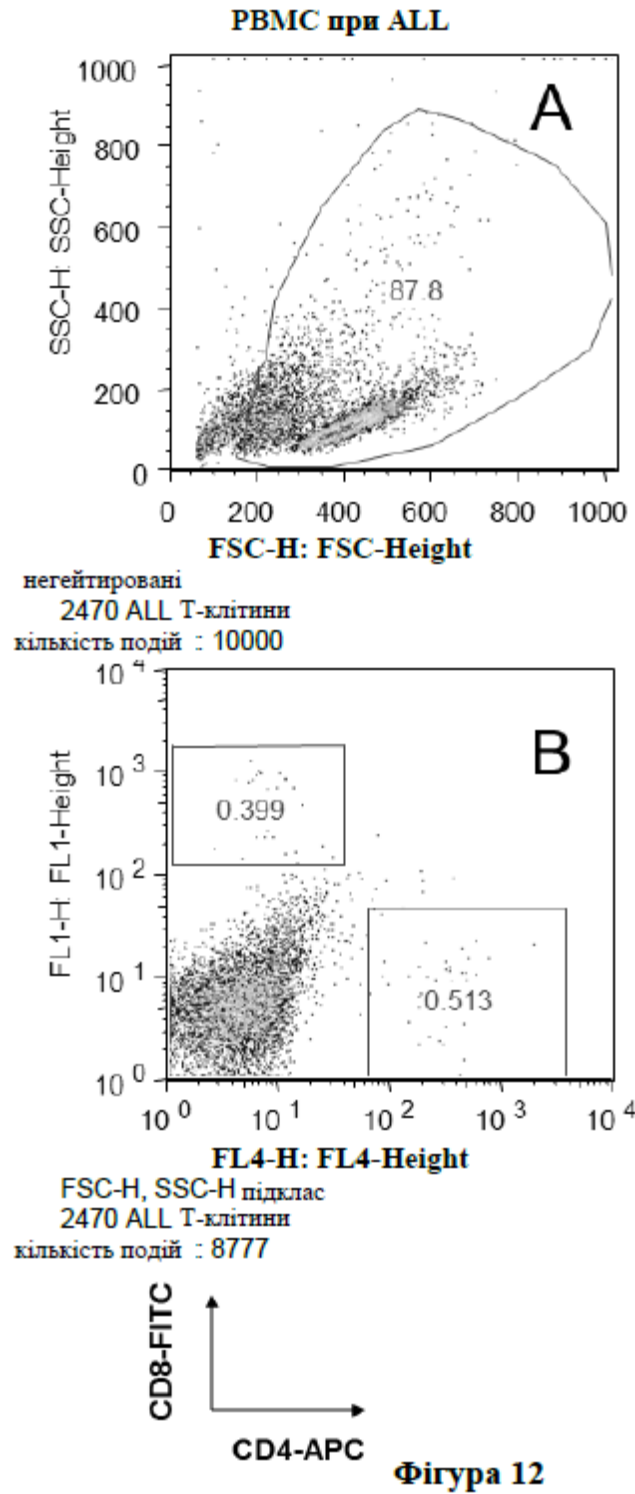 PBMC при ALL
A
SSC-H: SSC-Height
1000
800
600
400
200
0
87.8
0 200 400 600 800 1000
FSC-H: FSC-Height
негейтировані
2470 ALL Т-клітини
кількість подій : 10000
B
FL1-H: FL1-Height
10 4
10 3
10 2
10 1
10 0
0.399
0.513
10 0 10 1 10 2 10 3 10 4
FL4-H: FL4-Height
FSC-H, SSC-H підклас
2470 ALL Т-клітини
кількість подій : 8777
CD8-FITC
CD4-APC
Фігура 12